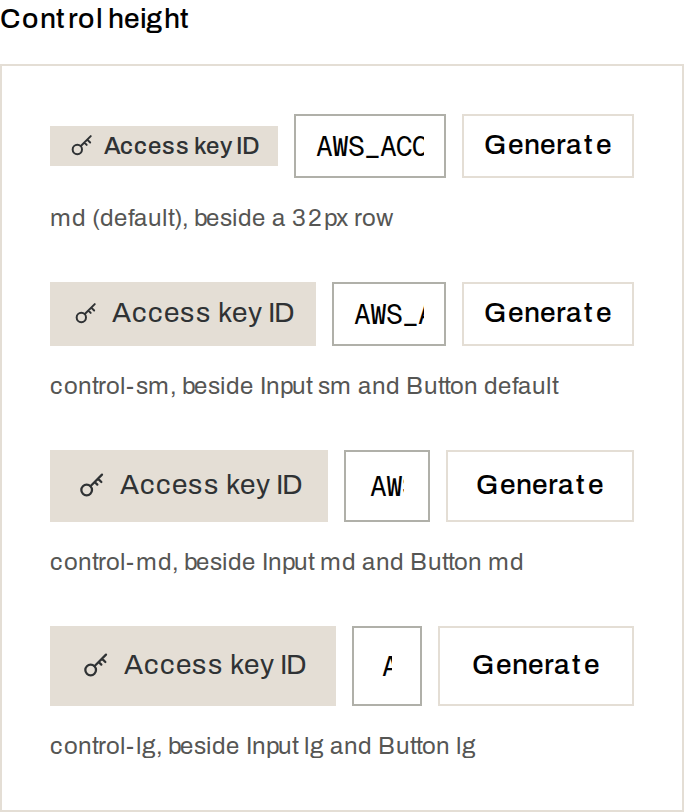 Control height
Access key ID AWS_ACC Generate
md (default), beside a 32px row
Access key ID AWS_A Generate
control-sm, beside Input sm and Button default
Access key ID AWS Generate
control-md, beside Input md and Button md
Access key ID A Generate
control-lg, beside Input lg and Button lg